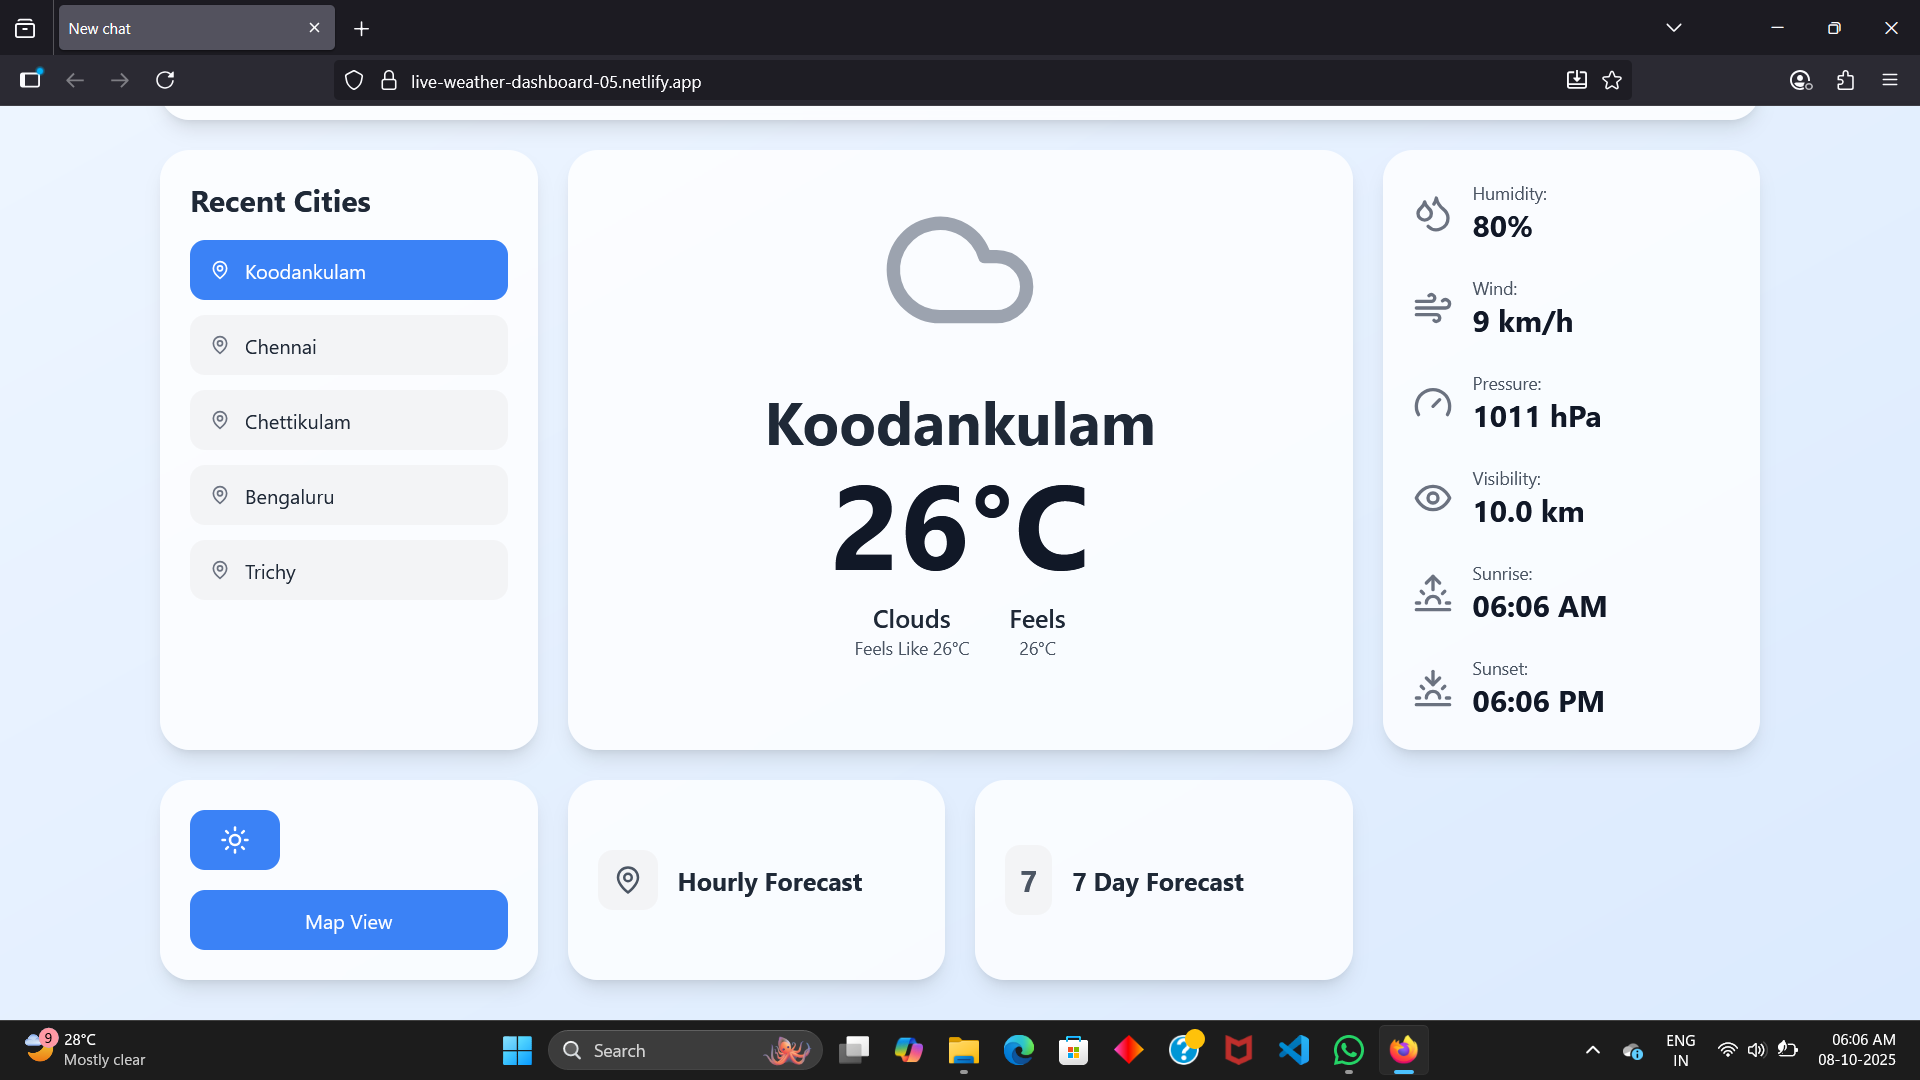 New chat
live-weather-dashboard-05.netlify.app
Recent Cities
Koodankulam
Chennai
Chettikulam
Bengaluru
Trichy
Koodankulam
26°C
Clouds
Feels Like 26°C
Feels
26°C
Humidity:
80%
Wind:
9 km/h
Pressure:
1011 hPa
Visibility:
10.0 km
Sunrise:
06:06 AM
Sunset:
06:06 PM
Map View
Hourly Forecast
7
7 Day Forecast
9
28°C
Mostly clear
Search
ENG
IN
06:06 AM
08-10-2025